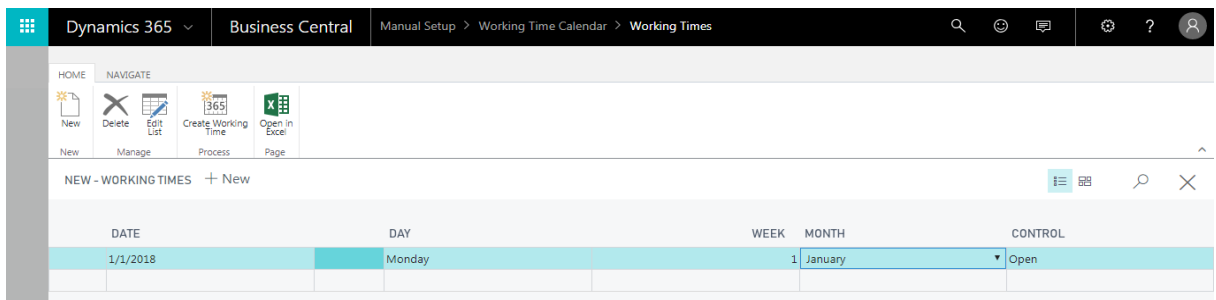 Dynamics 365 Business Central Manual Setup > Working Time Calendar > Working Times ?
HOME NAVIGATE
365
New Delete Edit List Create Working Time Open in Excel
New Manage Process Page
NEW - WORKING TIMES + New
DATE DAY WEEK MONTH CONTROL
1/1/2018 Monday 1 January Open